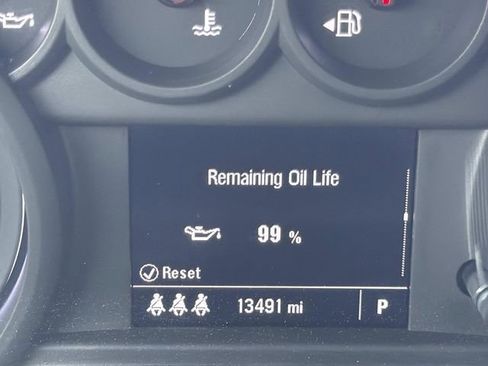 Remaining Oil Life
99 %
Reset
13491 mi P